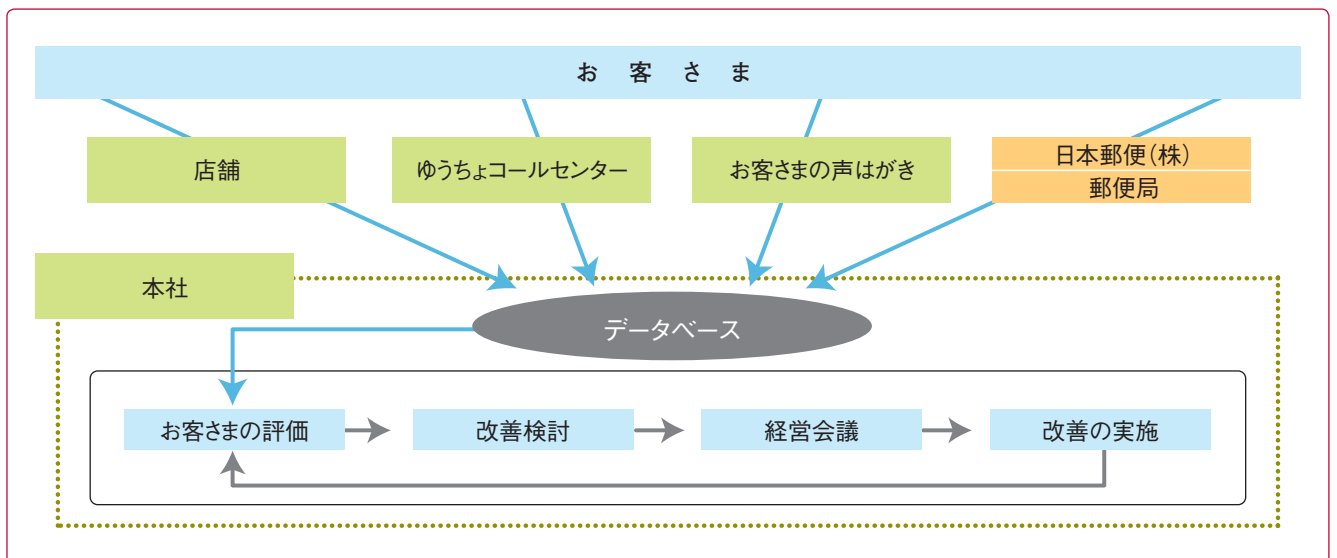 お客さま
店舗
ゆうちょコールセンター
お客さまの声はがき
日本郵便(株)
郵便局
本社
データベース
お客さまの評価
改善検討
経営会議
改善の実施